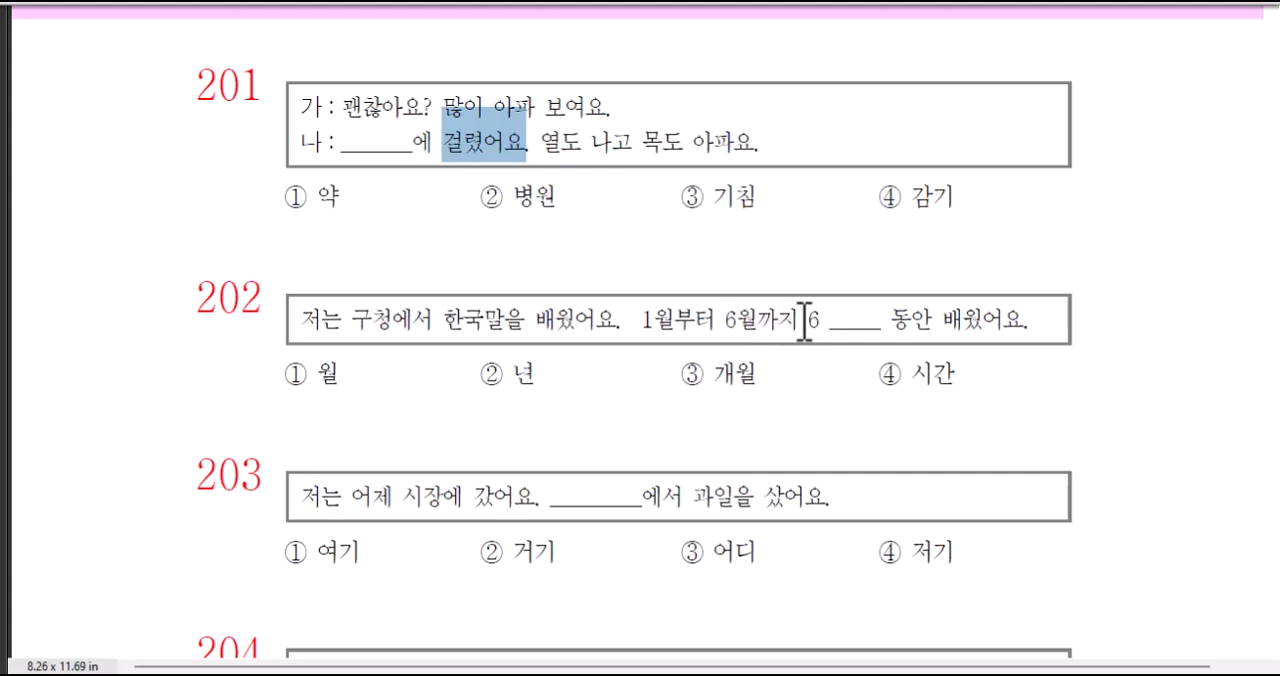 201
가 : 괜찮아요? 많이 아파 보여요.
나 : ______에 걸렸어요. 열도 나고 목도 아파요.
① 약 ② 병원 ③ 기침 ④ 감기
202
저는 구청에서 한국말을 배웠어요. 1월부터 6월까지 6 ____ 동안 배웠어요.
① 월 ② 년 ③ 개월 ④ 시간
203
저는 어제 시장에 갔어요. ________에서 과일을 샀어요.
① 여기 ② 거기 ③ 어디 ④ 저기
204
8.26 x 11.69 in